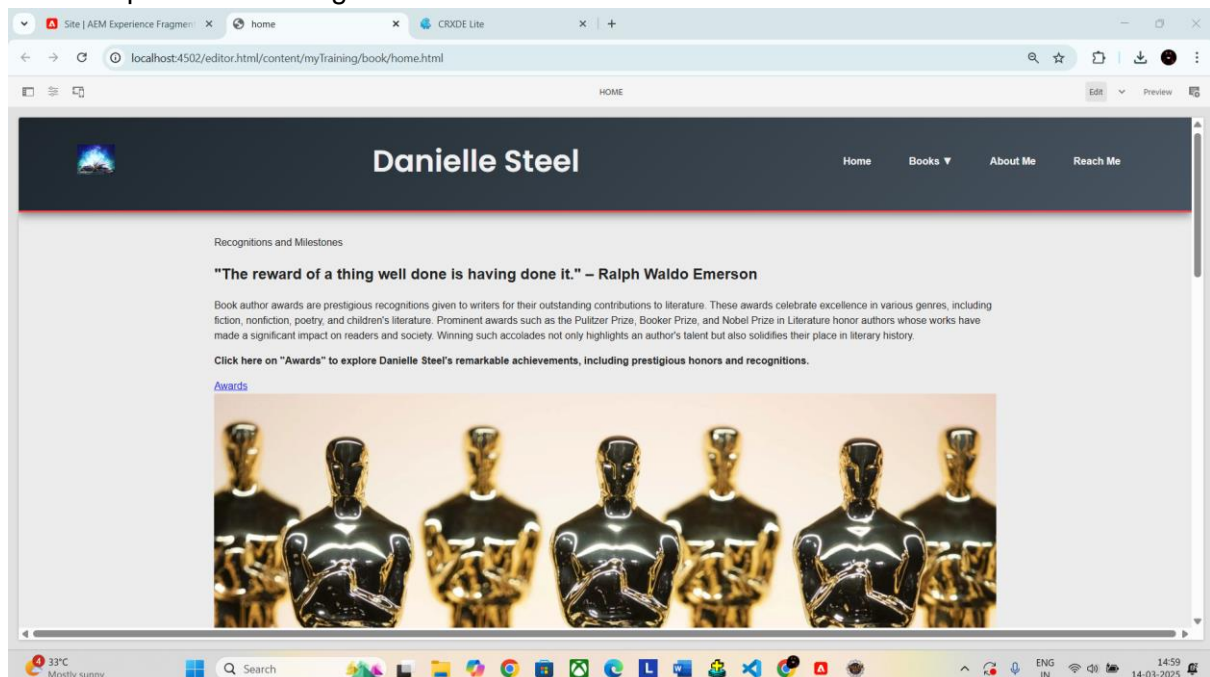 Site | AEM Experience Fragmen
home
CRXDE Lite
localhost:4502/editor.html/content/myTraining/book/home.html
HOME
Edit
Preview
Danielle Steel
Home Books ▼ About Me Reach Me
Recognitions and Milestones
"The reward of a thing well done is having done it." – Ralph Waldo Emerson
Book author awards are prestigious recognitions given to writers for their outstanding contributions to literature. These awards celebrate excellence in various genres, including
fiction, nonfiction, poetry, and children's literature. Prominent awards such as the Pulitzer Prize, Booker Prize, and Nobel Prize in Literature honor authors whose works have
made a significant impact on readers and society. Winning such accolades not only highlights an author's talent but also solidifies their place in literary history.
Click here on "Awards" to explore Danielle Steel's remarkable achievements, including prestigious honors and recognitions.
Awards
4
33°C
Mostly sunny
Search
ENG
IN
14:59
14-03-2025